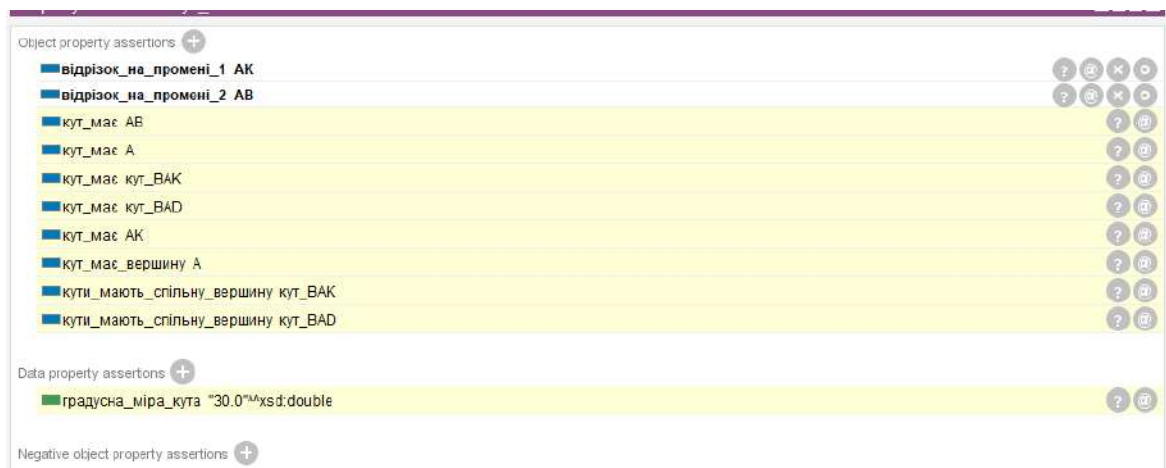 Object property assertions
відрізок_на_промені_1 AK
відрізок_на_промені_2 AB
кут_має AB
кут_має A
кут_має кут_BAK
кут_має кут_BAD
кут_має AK
кут_має_вершину A
кути_мають_спільну_вершину кут_BAK
кути_мають_спільну_вершину кут_BAD
Data property assertions
градусна_міра_кута "30.0"^^xsd:double
Negative object property assertions